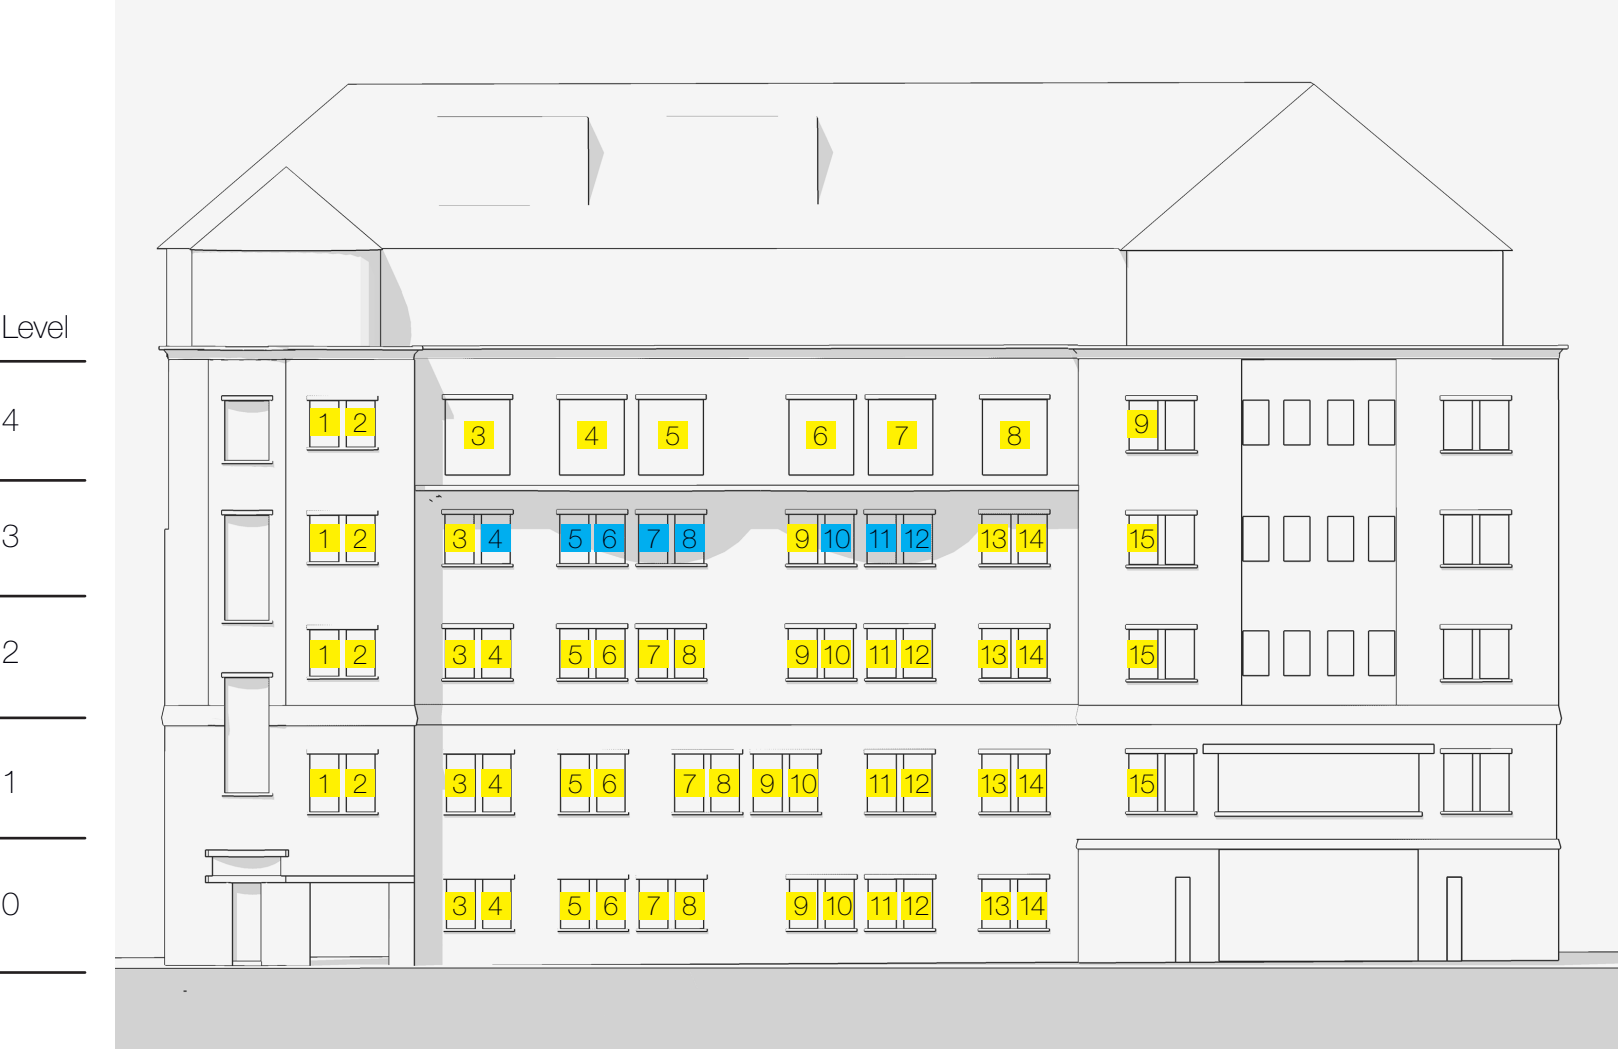 Level
4 1 2 3 4 5 6 7 8 9
3 1 2 3 4 5 6 7 8 9 10 11 12 13 14 15
2 1 2 3 4 5 6 7 8 9 10 11 12 13 14 15
1 1 2 3 4 5 6 7 8 9 10 11 12 13 14 15
0 3 4 5 6 7 8 9 10 11 12 13 14